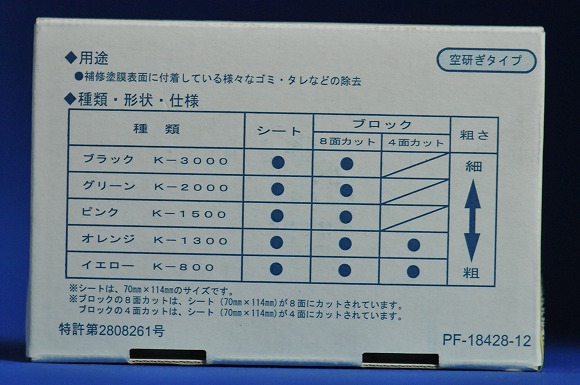 ◆用途
空研ぎタイプ
●補修塗膜表面に付着している様々なゴミ・タレなどの除去
◆種類・形状・仕様
種類 シート ブロック 粗さ
8面カット 4面カット
ブラック K-3000 ● ● 細
グリーン K-2000 ● ●
ピンク K-1500 ● ●
オレンジ K-1300 ● ● ●
イエロー K-800 ● ● ● 粗
※シートは、70mm×114mmのサイズです。
※ブロックの8面カットは、シート(70mm×114mm)が8面にカットされています。
ブロックの4面カットは、シート(70mm×114mm)が4面にカットされています。
特許第2808261号
PF-18428-12